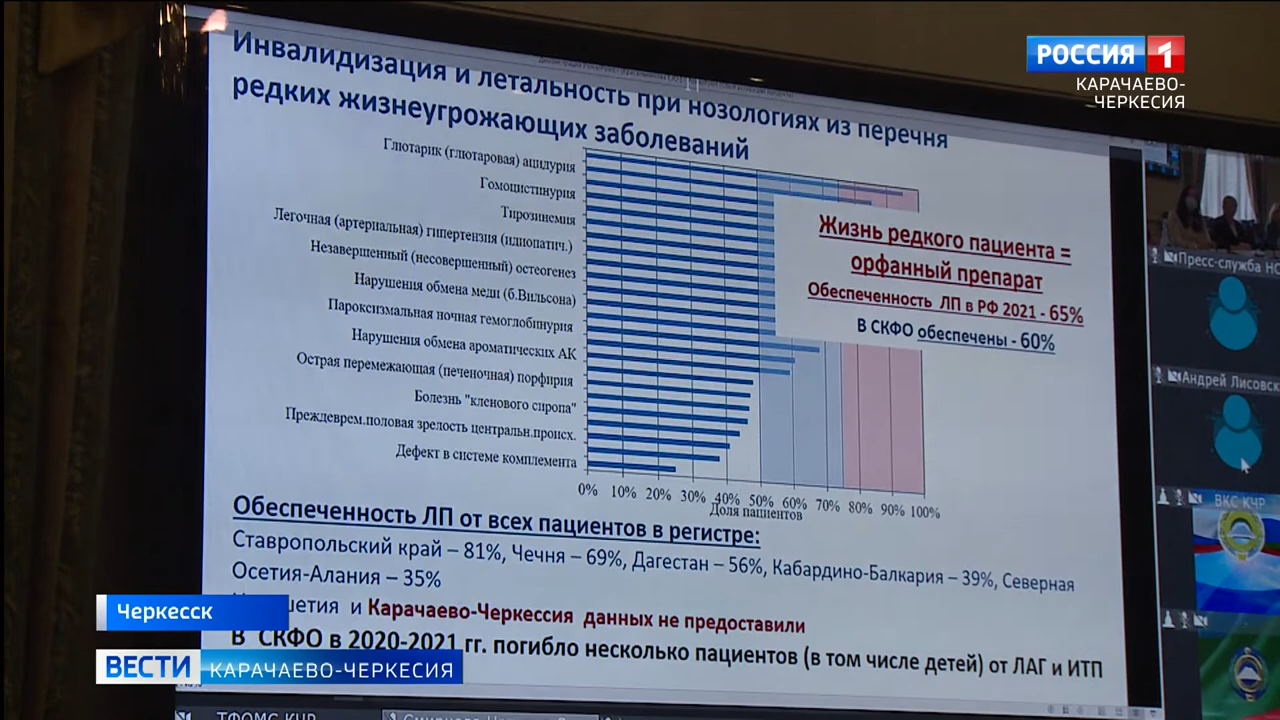 Инвалидизация и летальность при нозологиях из перечня
редких жизнеугрожающих заболеваний
РОССИЯ 1
КАРАЧАЕВО-
ЧЕРКЕСИЯ
Глютарик (глютаровая) ацидурия
Гомоцистинурия
Тирозинемия
Легочная (артериальная) гипертензия (идиопатич.)
Незавершенный (несовершенный) остеогенез
Нарушения обмена меди (б.Вильсона)
Пароксизмальная ночная гемоглобинурия
Нарушения обмена ароматических АК
Острая перемежающая (печеночная) порфирия
Болезнь "кленового сиропа"
Преждеврем.половая зрелость центральн.происх.
Дефект в системе комплемента
0% 10% 20% 30% 40% 50% 60% 70% 80% 90% 100%
Доля пациентов
Жизнь редкого пациента =
орфанный препарат
Обеспеченность ЛП в РФ 2021 - 65%
В СКФО обеспечены - 60%
Пресс-служба НС
Андрей Лисовск
ВКС КЧР
Обеспеченность ЛП от всех пациентов в регистре:
Ставропольский край – 81%, Чечня – 69%, Дагестан – 56%, Кабардино-Балкария – 39%, Северная
Осетия-Алания – 35%
шетия и Карачаево-Черкессия данных не предоставили
В СКФО в 2020-2021 гг. погибло несколько пациентов (в том числе детей) от ЛАГ и ИТП
Черкесск
ВЕСТИ КАРАЧАЕВО-ЧЕРКЕСИЯ
ТФОМС КЧР